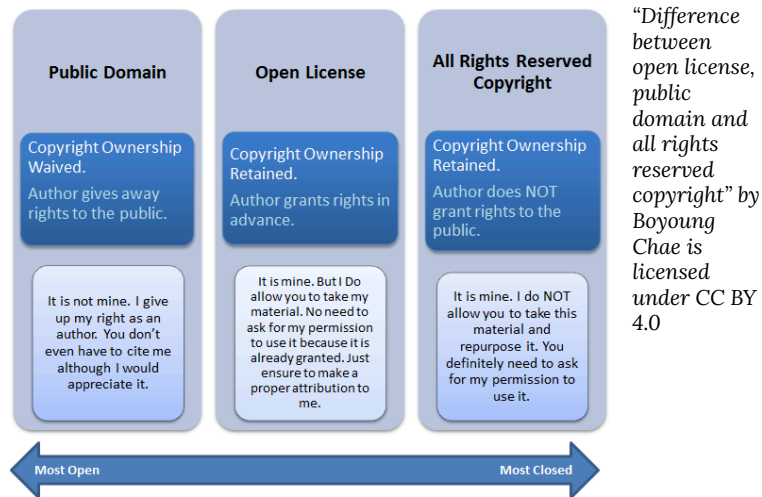 Public Domain
Copyright Ownership
Waived.
Author gives away
rights to the public.
It is not mine. I give
up my right as an
author. You don’t
even have to cite me
although I would
appreciate it.
Open License
Copyright Ownership
Retained.
Author grants rights in
advance.
It is mine. But I Do
allow you to take my
material. No need to
ask for my permission
to use it because it is
already granted. Just
ensure to make a
proper attribution to
me.
All Rights Reserved
Copyright
Copyright Ownership
Retained.
Author does NOT
grant rights to the
public.
It is mine. I do NOT
allow you to take this
material and
repurpose it. You
definitely need to ask
for my permission to
use it.
Most Open
Most Closed
“Difference
between
open license,
public
domain and
all rights
reserved
copyright” by
Boyoung
Chae is
licensed
under CC BY
4.0